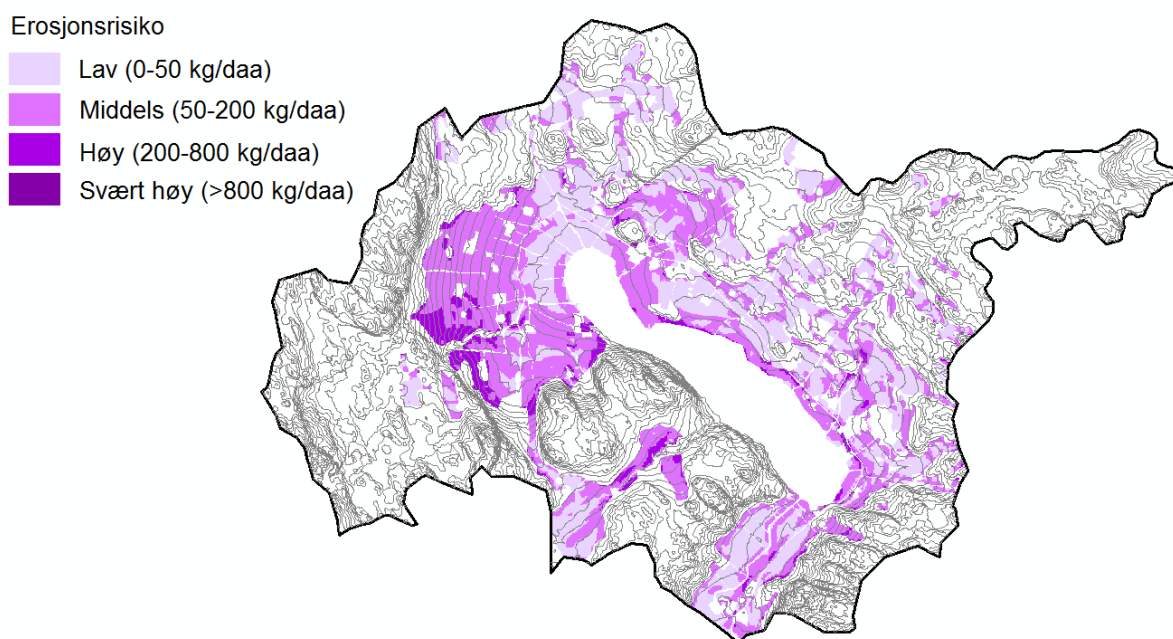 Erosjonsrisiko
Lav (0-50 kg/daa)
Middels (50-200 kg/daa)
Høy (200-800 kg/daa)
Svært høy (>800 kg/daa)